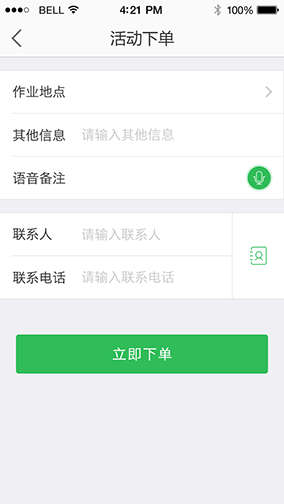 BELL 4:21 PM 100%
活动下单
作业地点
其他信息 请输入其他信息
语音备注
联系人 请输入联系人
联系电话 请输入联系电话
立即下单